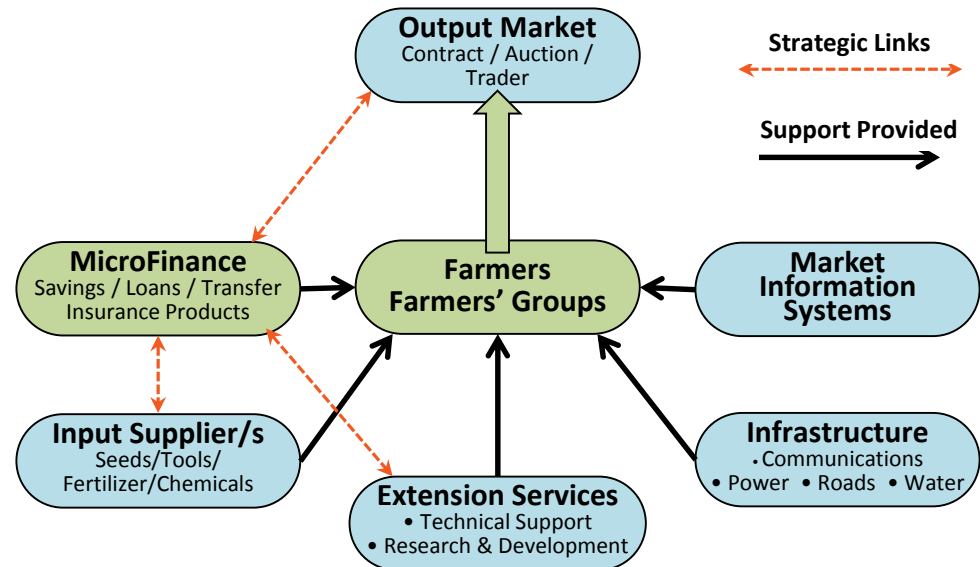 Output Market
Contract / Auction /
Trader
Strategic Links
Support Provided
MicroFinance
Savings / Loans / Transfer
Insurance Products
Farmers
Farmers’ Groups
Market
Information
Systems
Input Supplier/s
Seeds/Tools/
Fertilizer/Chemicals
Extension Services
• Technical Support
• Research & Development
Infrastructure
• Communications
• Power • Roads • Water